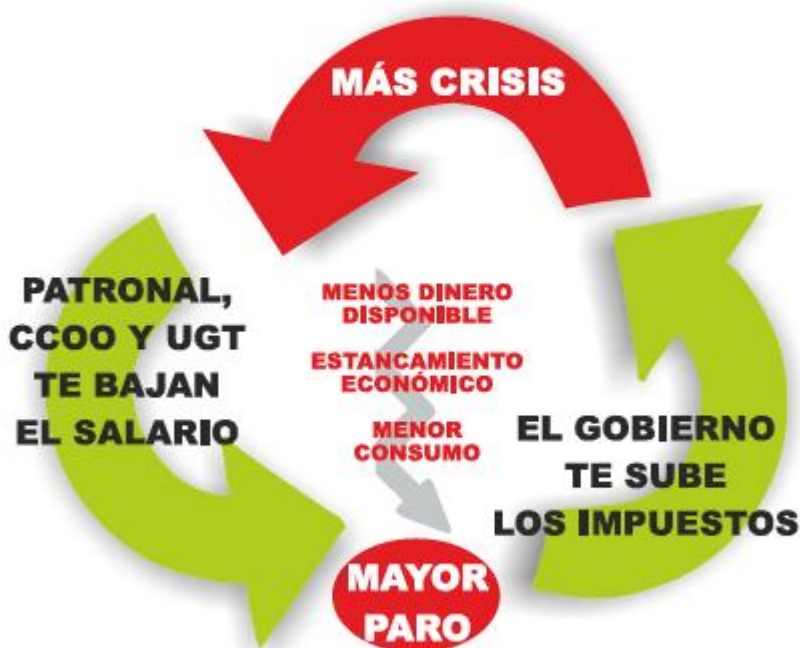 MÁS CRISIS
PATRONAL,
CCOO Y UGT
TE BAJAN
EL SALARIO
MENOS DINERO
DISPONIBLE
ESTANCAMIENTO
ECONÓMICO
MENOR
CONSUMO
EL GOBIERNO
TE SUBE
LOS IMPUESTOS
MAYOR
PARO